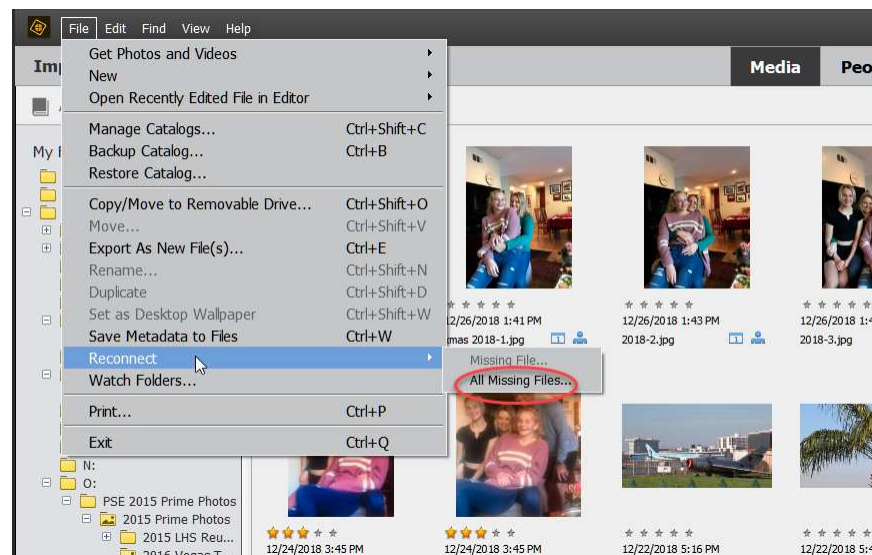 File Edit Find View Help
Get Photos and Videos
New
Open Recently Edited File in Editor
Media
Manage Catalogs... Ctrl+Shift+C
Backup Catalog... Ctrl+B
Restore Catalog...
My
Copy/Move to Removable Drive... Ctrl+Shift+O
Move... Ctrl+Shift+V
Export As New File(s)... Ctrl+E
Rename... Ctrl+Shift+N
Duplicate Ctrl+Shift+D
Set as Desktop Wallpaper Ctrl+Shift+W
Save Metadata to Files Ctrl+W
Reconnect
Watch Folders...
Print... Ctrl+P
Exit Ctrl+Q
Missing File...
All Missing Files...
12/26/2018 1:41 PM
mas 2018-1.jpg
12/26/2018 1:43 PM
2018-2.jpg
12/26/2018 1:4
2018-3.jpg
N:
O:
PSE 2015 Prime Photos
2015 Prime Photos
2015 LHS Reu...
2016 Vegas T...
12/24/2018 3:45 PM
12/24/2018 3:45 PM
12/22/2018 5:16 PM
12/22/2018 5:4